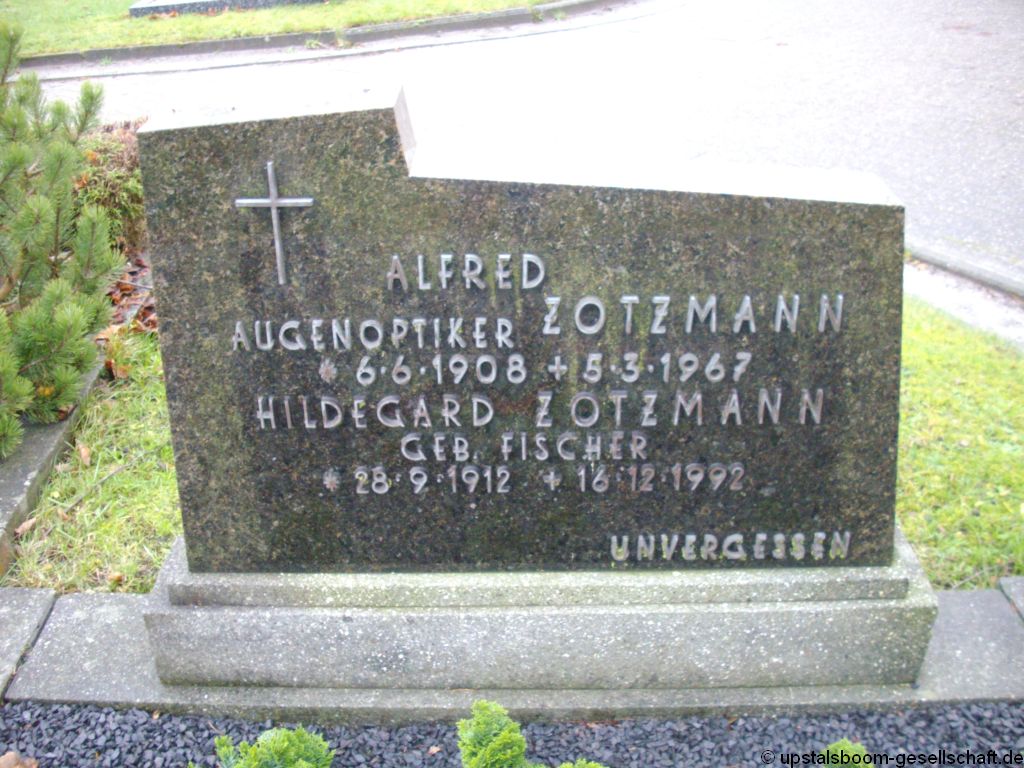 ALFRED
ZOTZMANN
AUGENOPTIKER
* 6·6·1908 + 5·3·1967
HILDEGARD ZOTZMANN
GEB. FISCHER
* 28·9·1912 + 16·12·1992
UNVERGESSEN
© upstalsboom-gesellschaft.de